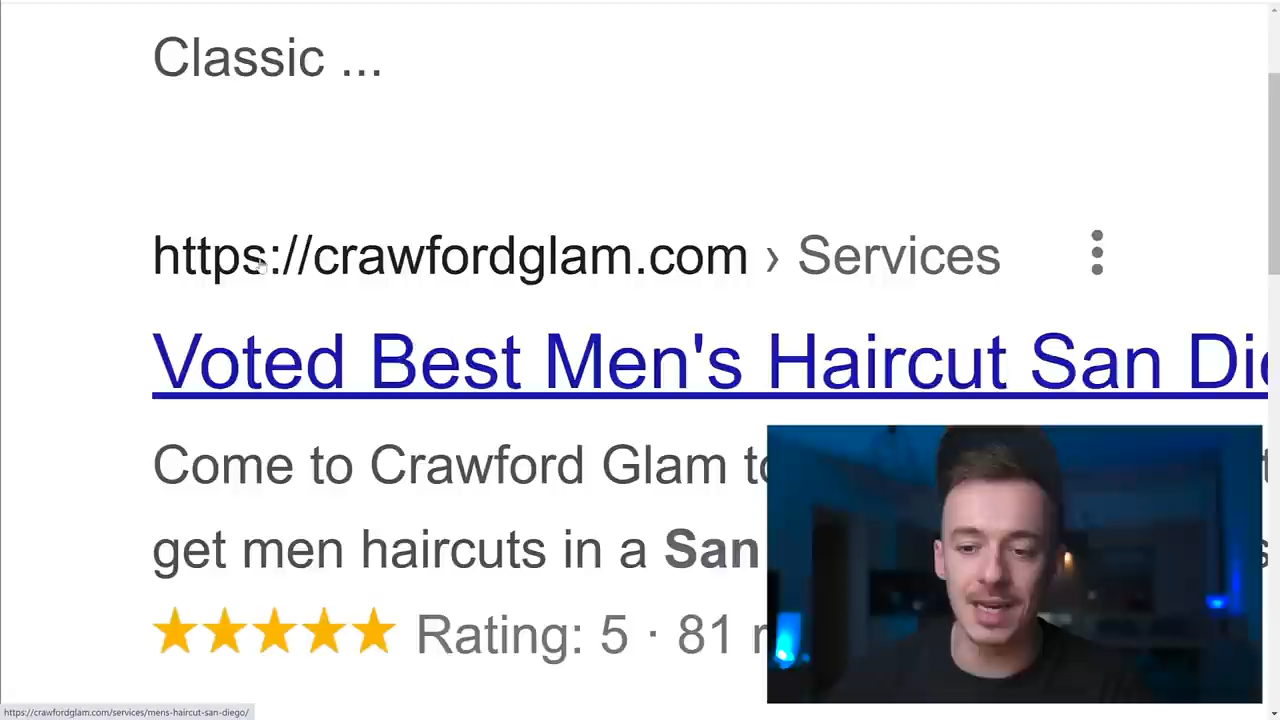 Classic ...
https://crawfordglam.com › Services
Voted Best Men's Haircut San
Come to Crawford Glam
get men haircuts in a San
Rating: 5 · 81
https://crawfordglam.com/services/mens-haircut-san-diego/